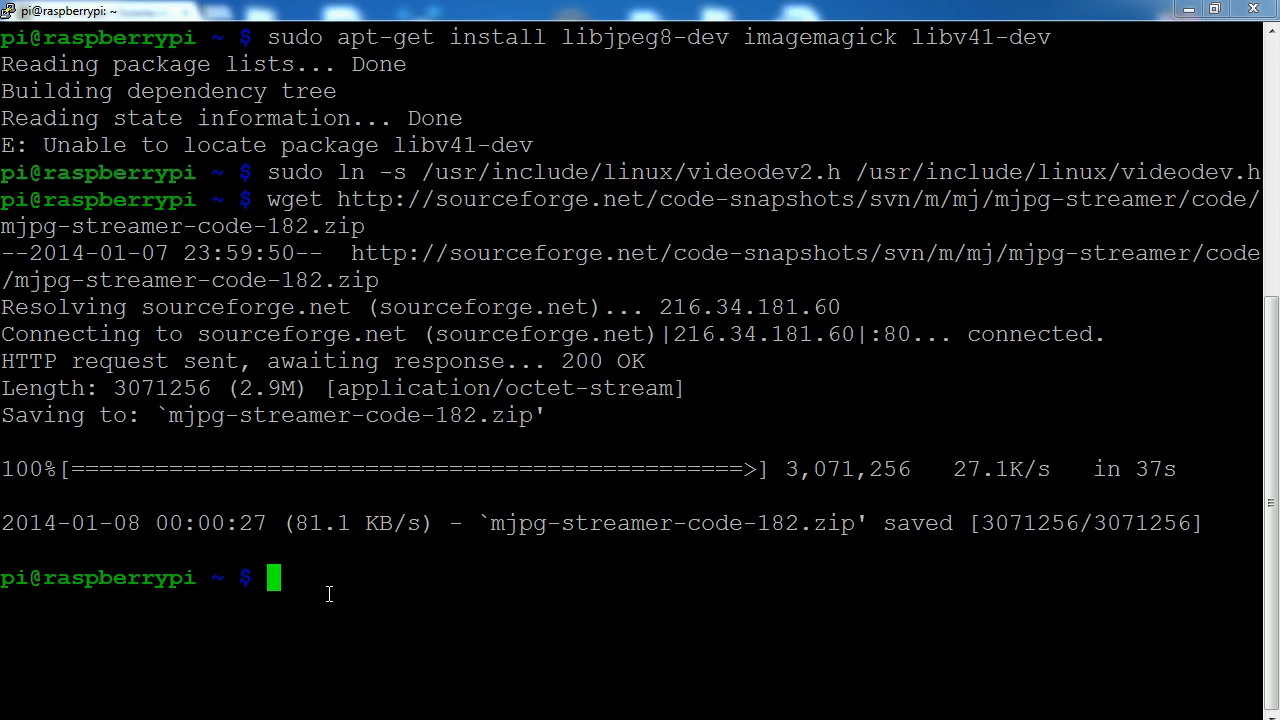 pi@raspberrypi: ~
pi@raspberrypi ~ $ sudo apt-get install libjpeg8-dev imagemagick libv41-dev
Reading package lists... Done
Building dependency tree
Reading state information... Done
E: Unable to locate package libv41-dev
pi@raspberrypi ~ $ sudo ln -s /usr/include/linux/videodev2.h /usr/include/linux/videodev.h
pi@raspberrypi ~ $ wget http://sourceforge.net/code-snapshots/svn/m/mj/mjpg-streamer/code/
mjpg-streamer-code-182.zip
--2014-01-07 23:59:50--  http://sourceforge.net/code-snapshots/svn/m/mj/mjpg-streamer/code
/mjpg-streamer-code-182.zip
Resolving sourceforge.net (sourceforge.net)... 216.34.181.60
Connecting to sourceforge.net (sourceforge.net)|216.34.181.60|:80... connected.
HTTP request sent, awaiting response... 200 OK
Length: 3071256 (2.9M) [application/octet-stream]
Saving to: `mjpg-streamer-code-182.zip'
100%[================================================>] 3,071,256   27.1K/s   in 37s
2014-01-08 00:00:27 (81.1 KB/s) - `mjpg-streamer-code-182.zip' saved [3071256/3071256]
pi@raspberrypi ~ $